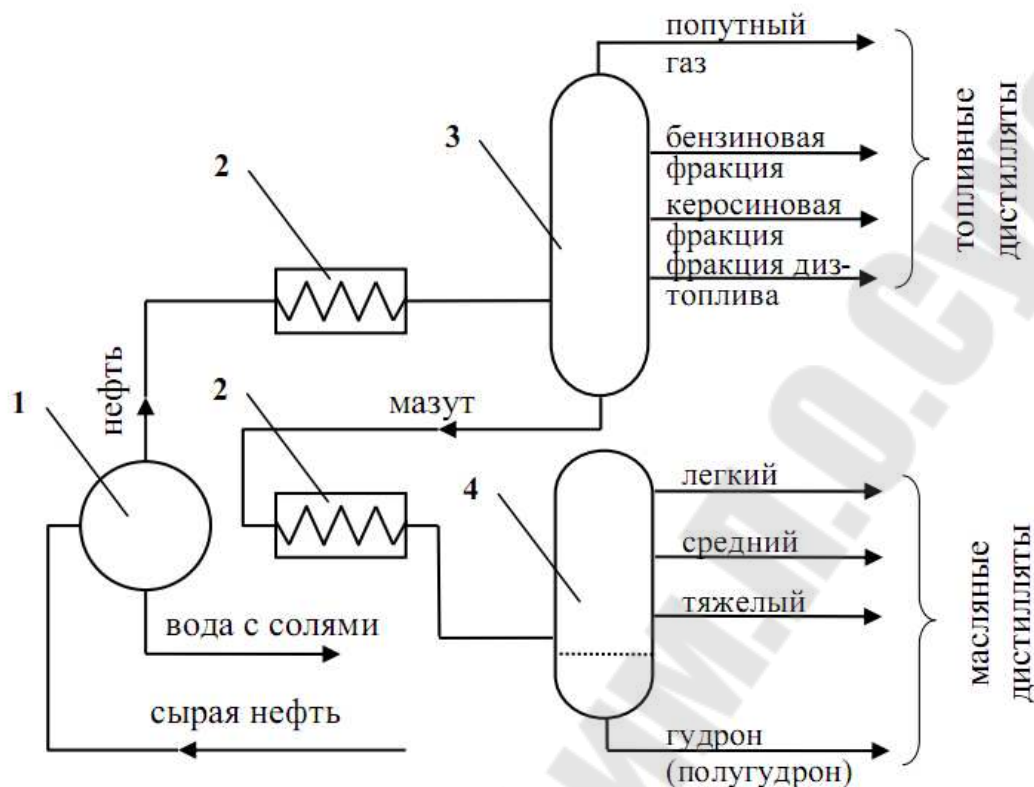 попутный
газ
бензиновая
фракция
керосиновая
фракция
фракция диз-
топлива
топливные
дистилляты
3
2
нефть
1
2
мазут
4
легкий
средний
тяжелый
масляные
дистилляты
вода с солями
сырая нефть
гудрон
(полугудрон)